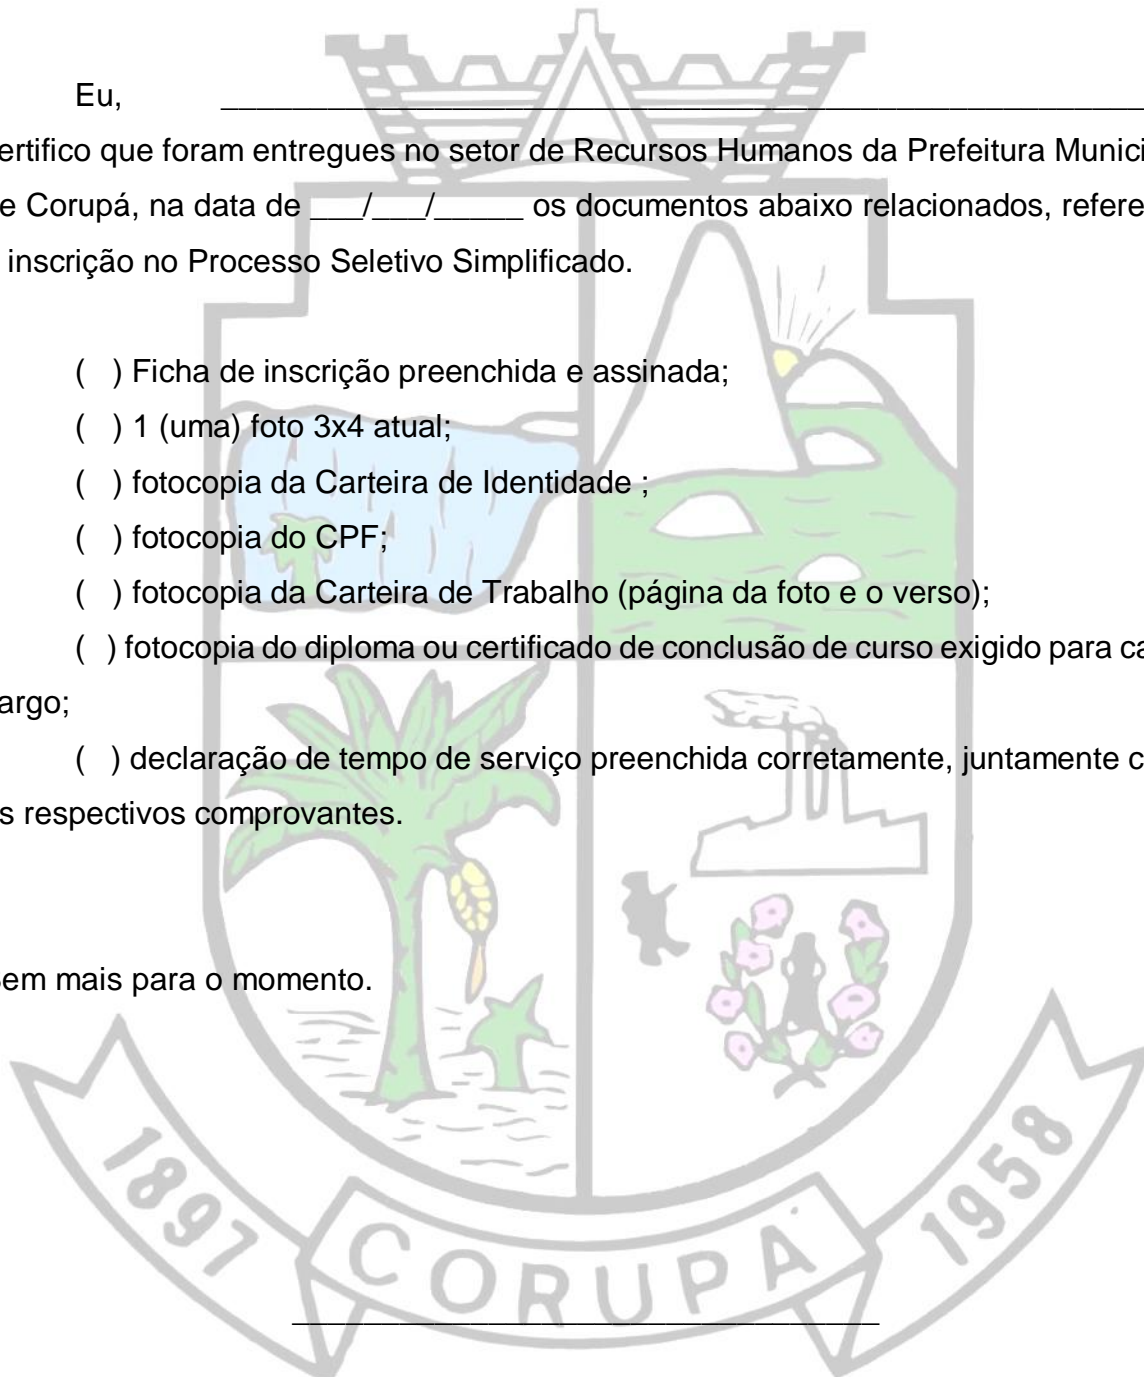 Eu, ____________________________________________________
ertifico que foram entregues no setor de Recursos Humanos da Prefeitura Munici
e Corupá, na data de ___/___/_____ os documentos abaixo relacionados, refere
inscrição no Processo Seletivo Simplificado.
(   ) Ficha de inscrição preenchida e assinada;
(   ) 1 (uma) foto 3x4 atual;
(   ) fotocopia da Carteira de Identidade ;
(   ) fotocopia do CPF;
(   ) fotocopia da Carteira de Trabalho (página da foto e o verso);
(   ) fotocopia do diploma ou certificado de conclusão de curso exigido para ca
argo;
(   ) declaração de tempo de serviço preenchida corretamente, juntamente c
s respectivos comprovantes.
Sem mais para o momento.
1897 CORUPÁ 1958
_________________________________